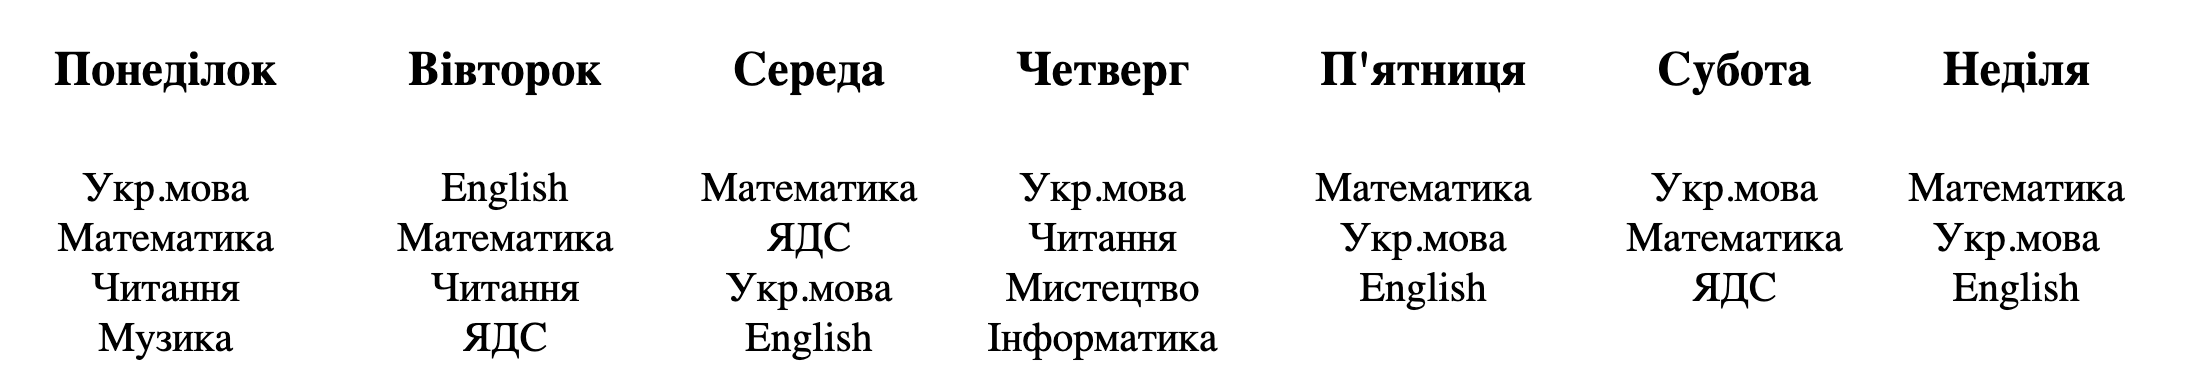 Понеділок Вівторок Середа Четверг П'ятниця Субота Неділя
Укр.мова English Математика Укр.мова Математика Укр.мова Математика
Математика Математика ЯДС Читання Укр.мова Математика Укр.мова
Читання Читання Укр.мова Мистецтво English ЯДС English
Музика ЯДС English Інформатика